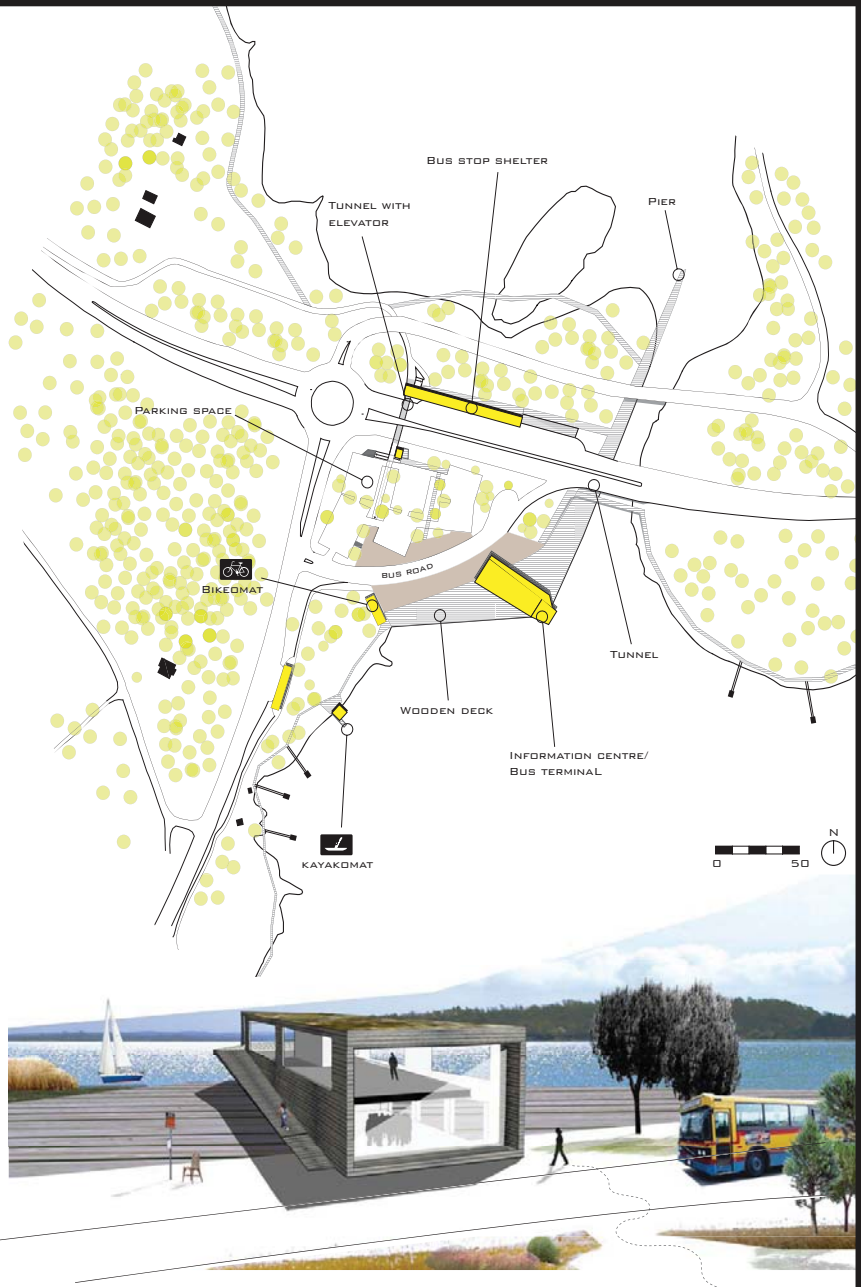 Bus stop shelter
Tunnel with
elevator
Pier
Parking space
Bus road
Bikeomat
Tunnel
Wooden deck
Information centre/
Bus terminal
kayakomat
N
0 50